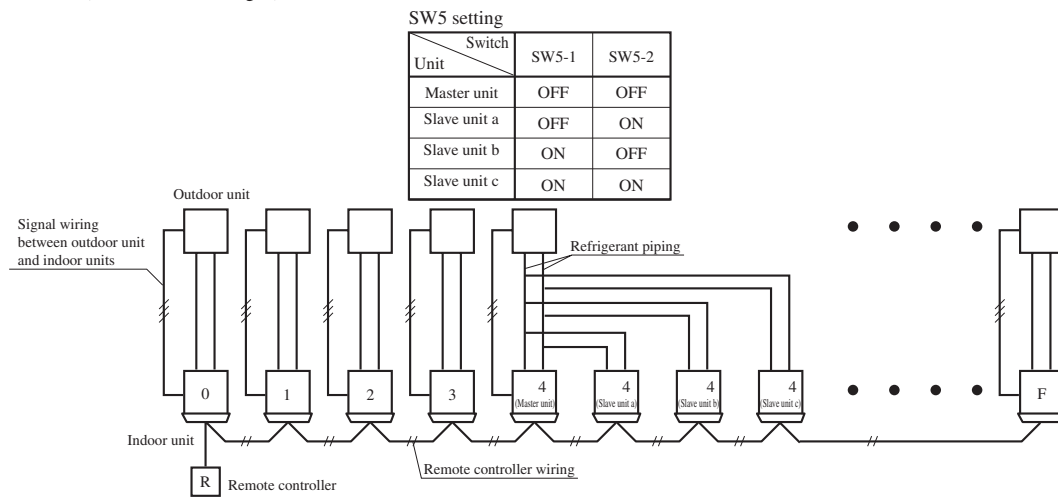 SW5 setting
Switch
Unit
SW5-1 SW5-2
Master unit OFF OFF
Slave unit a OFF ON
Slave unit b ON OFF
Slave unit c ON ON
Outdoor unit
Signal wiring
between outdoor unit
and indoor units
Refrigerant piping
0 1 2 3 4 4 4 4 F
(Master unit) (Slave unit a) (Slave unit b) (Slave unit c)
Indoor unit
Remote controller wiring
R Remote controller